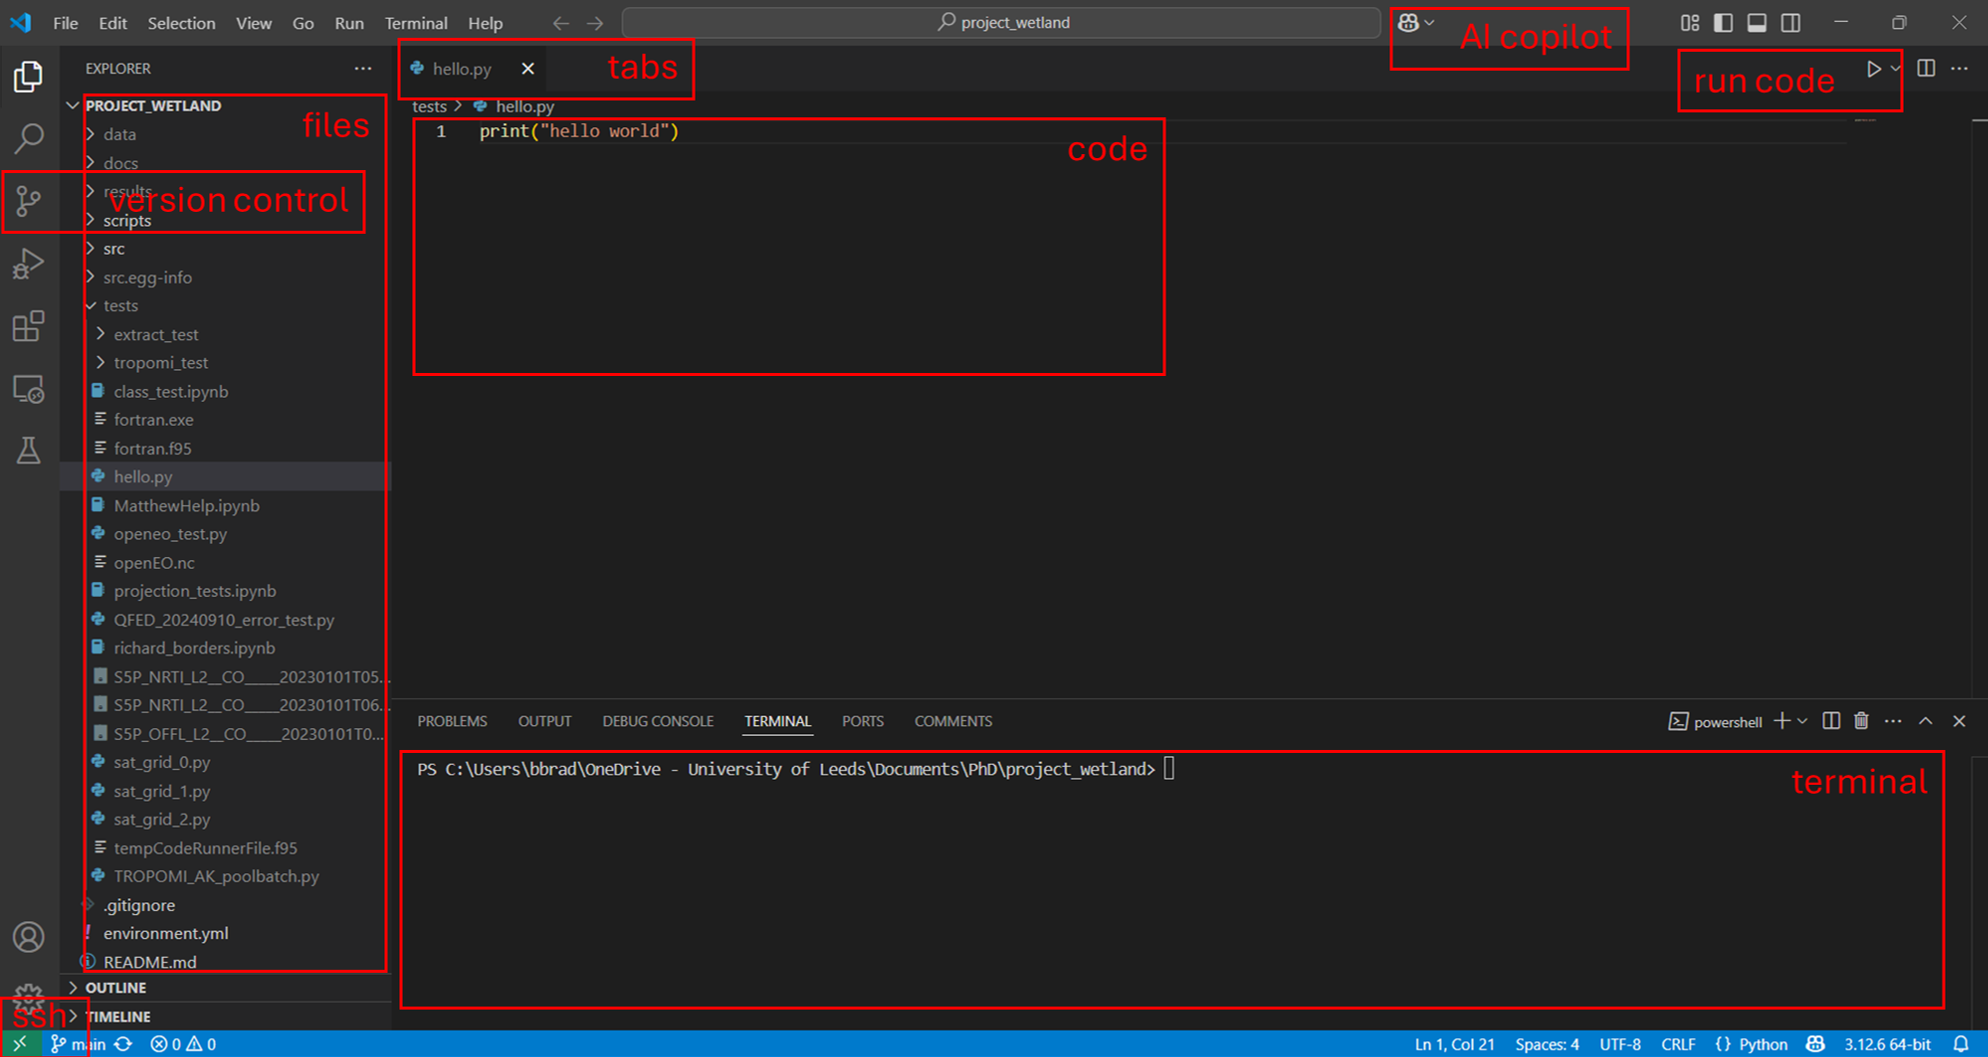 File Edit Selection View Go Run Terminal Help
project_wetland
AI copilot
EXPLORER
hello.py
tabs
run code
PROJECT_WETLAND
files
tests > hello.py
data
1 print("hello world")
code
docs
results
version control
scripts
src
src.egg-info
tests
extract_test
tropomi_test
class_test.ipynb
fortran.exe
fortran.f95
hello.py
MatthewHelp.ipynb
openeo_test.py
openEO.nc
projection_tests.ipynb
QFED_20240910_error_test.py
richard_borders.ipynb
S5P_NRTI_L2__CO_____20230101T05...
S5P_NRTI_L2__CO_____20230101T06...
S5P_OFFL_L2__CO_____20230101T0...
sat_grid_0.py
sat_grid_1.py
sat_grid_2.py
tempCodeRunnerFile.f95
TROPOMI_AK_poolbatch.py
.gitignore
environment.yml
README.md
OUTLINE
TIMELINE
ssh
PROBLEMS OUTPUT DEBUG CONSOLE TERMINAL PORTS COMMENTS
powershell
PS C:\Users\bbrad\OneDrive - University of Leeds\Documents\PhD\project_wetland>
terminal
main 0 0
Ln 1, Col 21 Spaces: 4 UTF-8 CRLF {} Python 3.12.6 64-bit